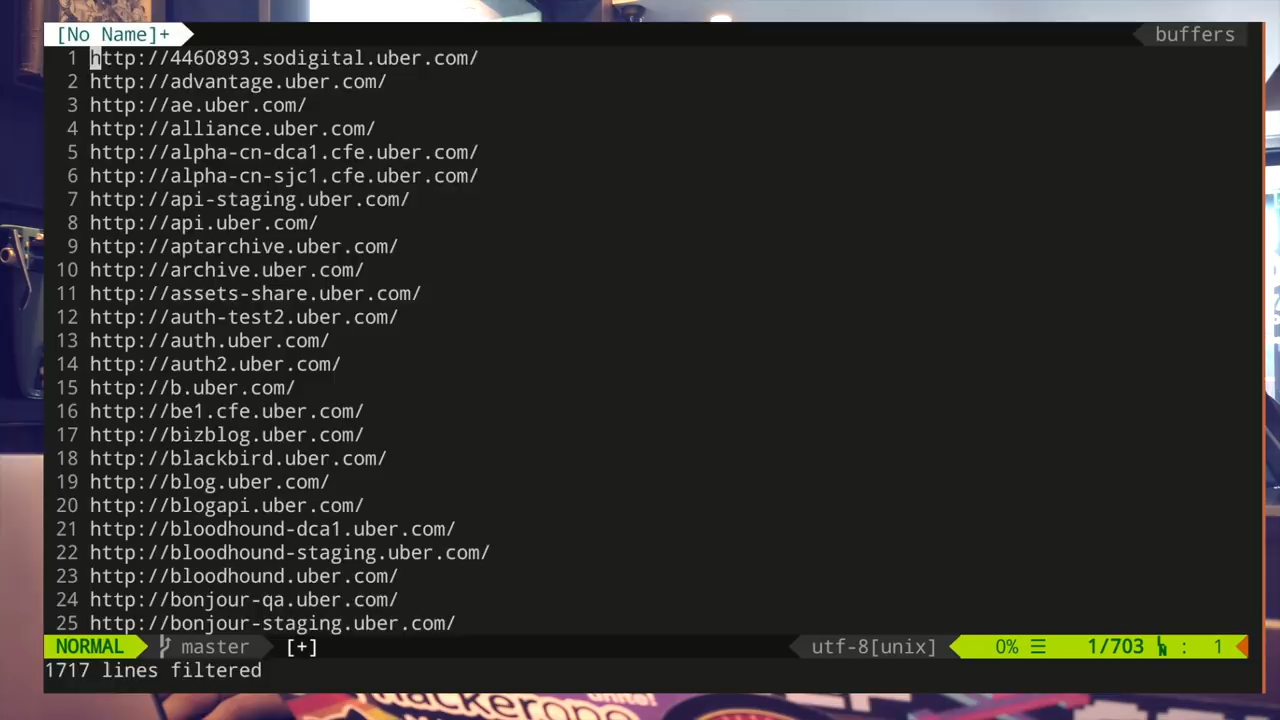 [No Name]+ buffers
1 http://4460893.sodigital.uber.com/
2 http://advantage.uber.com/
3 http://ae.uber.com/
4 http://alliance.uber.com/
5 http://alpha-cn-dca1.cfe.uber.com/
6 http://alpha-cn-sjc1.cfe.uber.com/
7 http://api-staging.uber.com/
8 http://api.uber.com/
9 http://aptarchive.uber.com/
10 http://archive.uber.com/
11 http://assets-share.uber.com/
12 http://auth-test2.uber.com/
13 http://auth.uber.com/
14 http://auth2.uber.com/
15 http://b.uber.com/
16 http://be1.cfe.uber.com/
17 http://bizblog.uber.com/
18 http://blackbird.uber.com/
19 http://blog.uber.com/
20 http://blogapi.uber.com/
21 http://bloodhound-dca1.uber.com/
22 http://bloodhound-staging.uber.com/
23 http://bloodhound.uber.com/
24 http://bonjour-qa.uber.com/
25 http://bonjour-staging.uber.com/
NORMAL master [+] utf-8[unix] 0% ☰ 1/703 : 1
1717 lines filtered